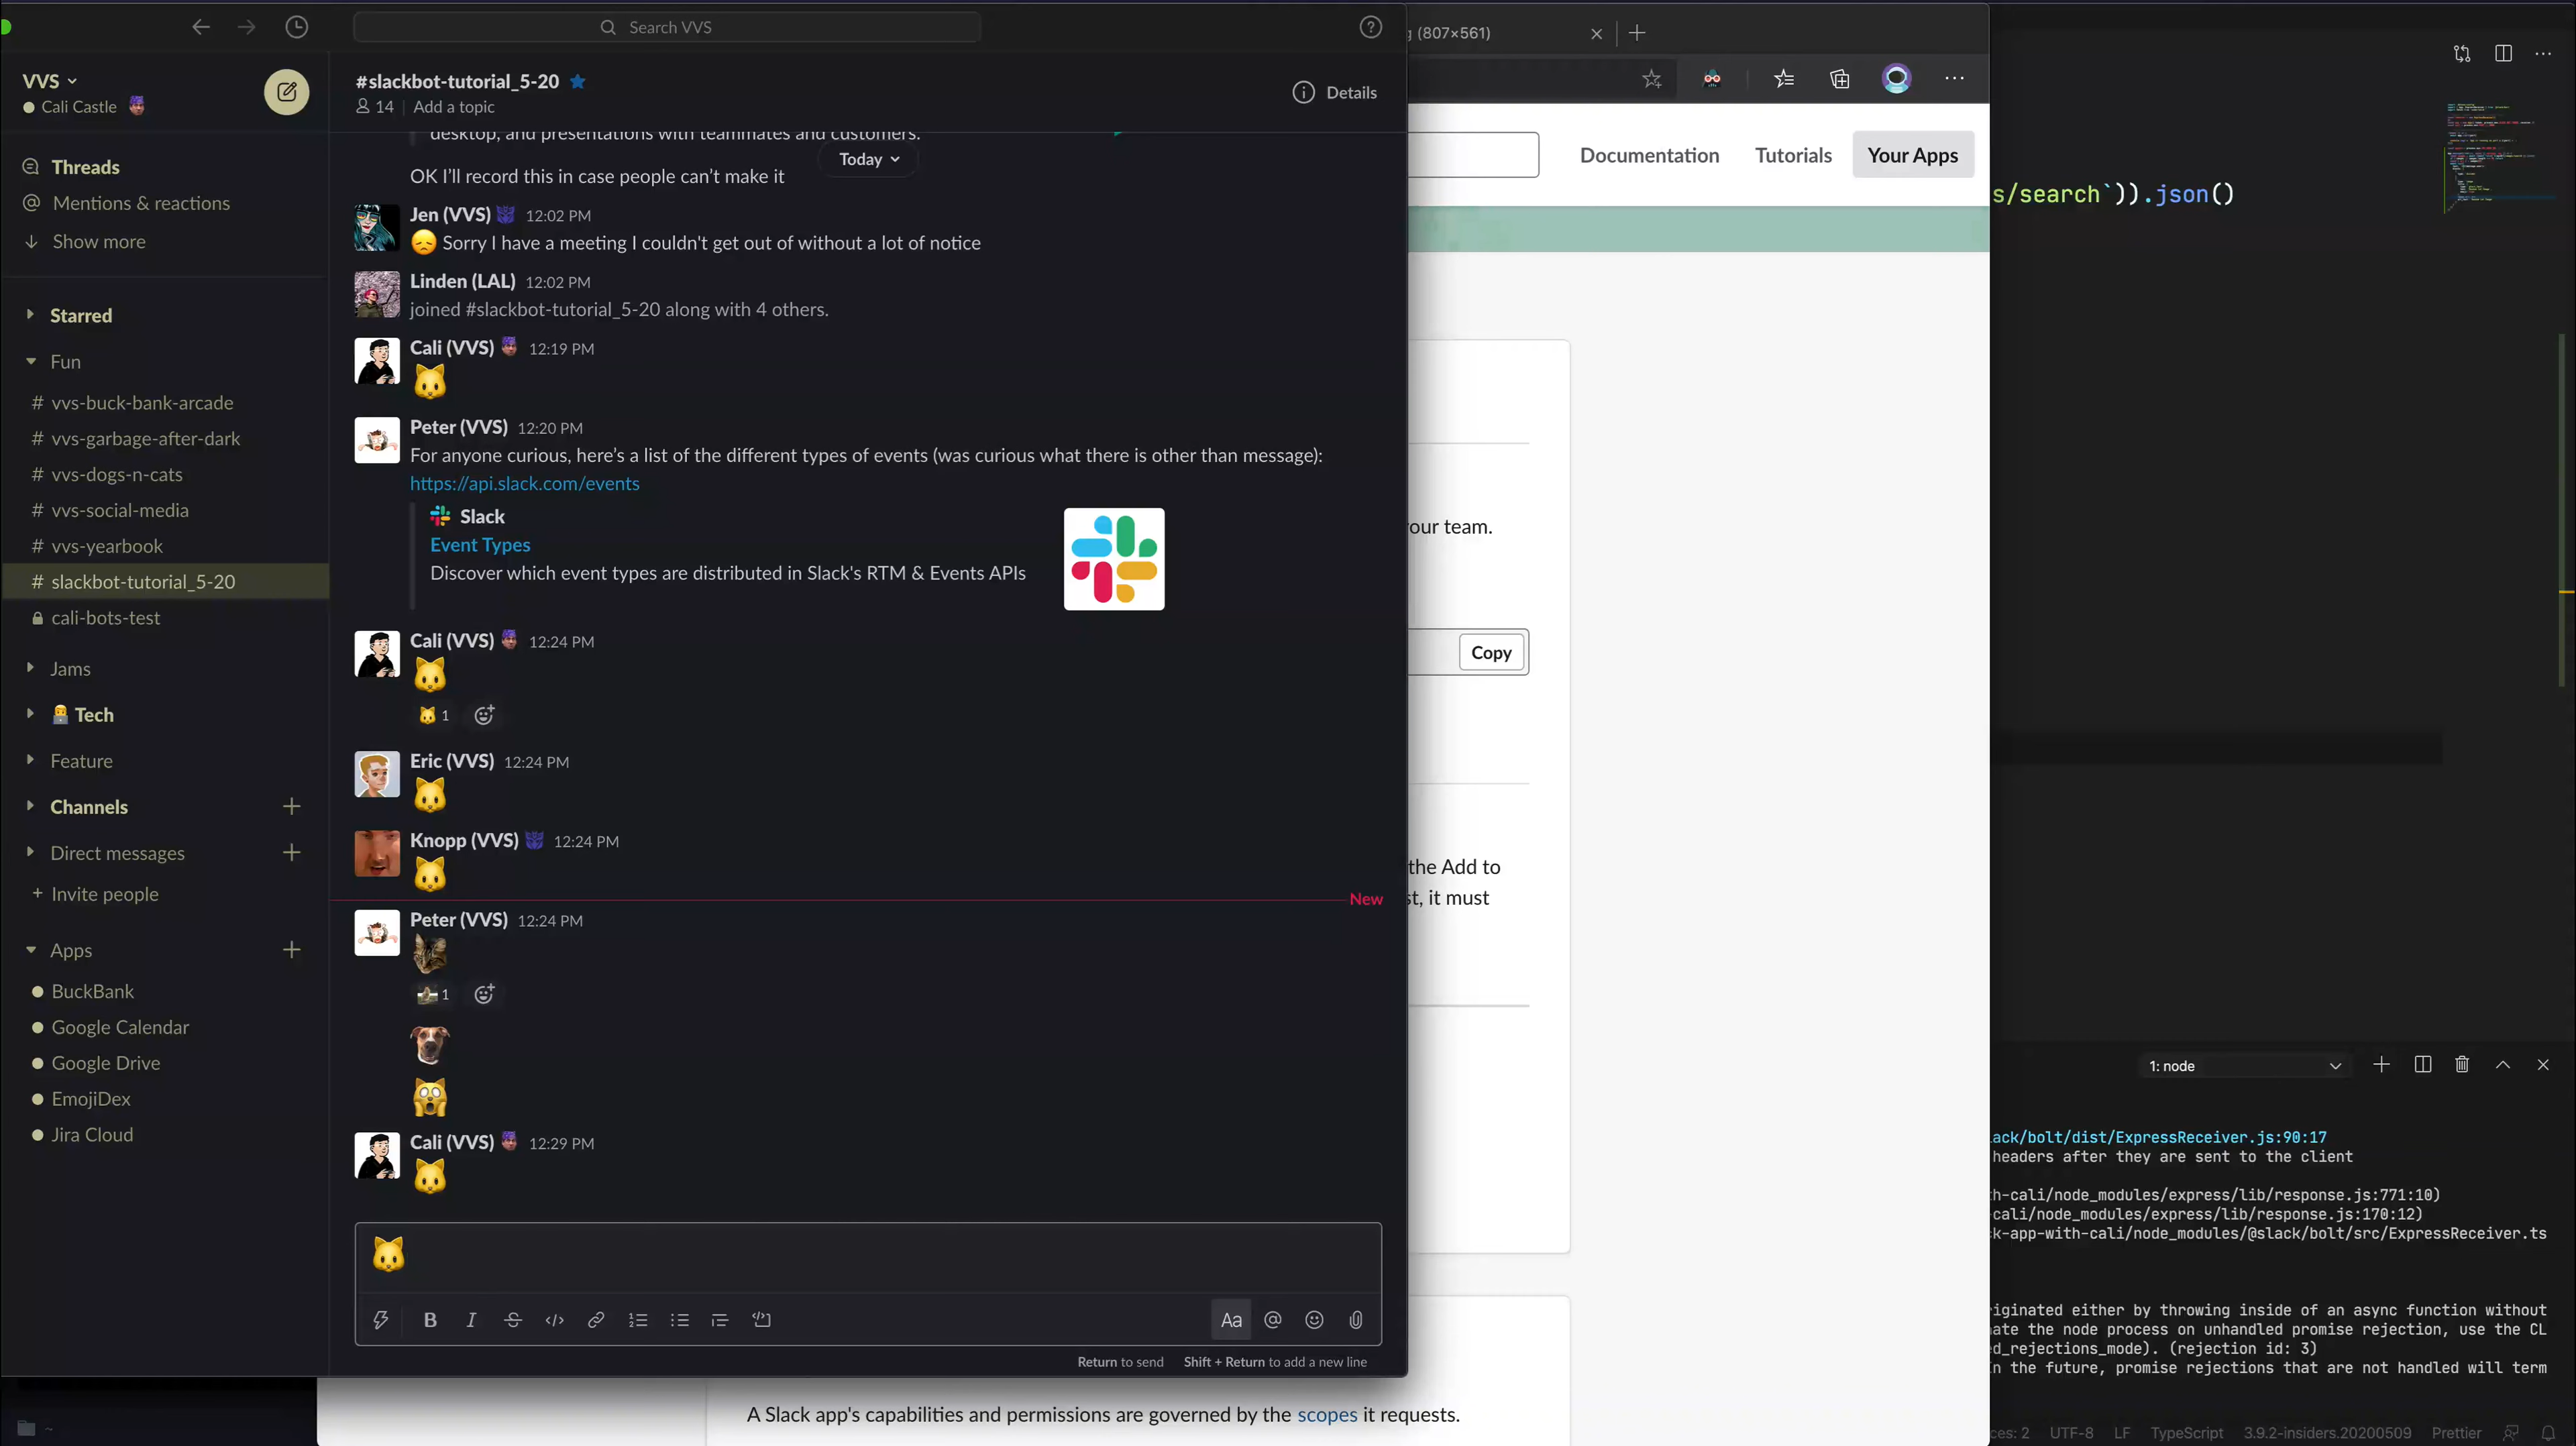 Search VVS
VVS
Cali Castle
Threads
Mentions & reactions
Show more
Starred
Fun
# vvs-buck-bank-arcade
# vvs-garbage-after-dark
# vvs-dogs-n-cats
# vvs-social-media
# vvs-yearbook
# slackbot-tutorial_5-20
cali-bots-test
Jams
Tech
Feature
Channels
Direct messages
+ Invite people
Apps
BuckBank
Google Calendar
Google Drive
EmojiDex
Jira Cloud
#slackbot-tutorial_5-20
14 | Add a topic
Details
desktop, and presentations with teammates and customers.
Today
OK I'll record this in case people can't make it
Jen (VVS) 12:02 PM
Sorry I have a meeting I couldn't get out of without a lot of notice
Linden (LAL) 12:02 PM
joined #slackbot-tutorial_5-20 along with 4 others.
Cali (VVS) 12:19 PM
Peter (VVS) 12:20 PM
For anyone curious, here's a list of the different types of events (was curious what there is other than message):
https://api.slack.com/events
Slack
Event Types
Discover which event types are distributed in Slack's RTM & Events APIs
Cali (VVS) 12:24 PM
1
Eric (VVS) 12:24 PM
Knopp (VVS) 12:24 PM
New
Peter (VVS) 12:24 PM
1
Cali (VVS) 12:29 PM
B I Aa @
Return to send Shift + Return to add a new line
(807×561)
Documentation Tutorials Your Apps
your team.
Copy
the Add to
st, it must
A Slack app's capabilities and permissions are governed by the scopes it requests.
s/search`)).json()
1: node
ack/bolt/dist/ExpressReceiver.js:90:17
headers after they are sent to the client
h-cali/node_modules/express/lib/response.js:771:10)
-cali/node_modules/express/lib/response.js:170:12)
k-app-with-cali/node_modules/@slack/bolt/src/ExpressReceiver.ts
iginated either by throwing inside of an async function without
ate the node process on unhandled promise rejection, use the CL
d_rejections_mode). (rejection id: 3)
n the future, promise rejections that are not handled will term
~
ces: 2 UTF-8 LF TypeScript 3.9.2-insiders.20200509 Prettier